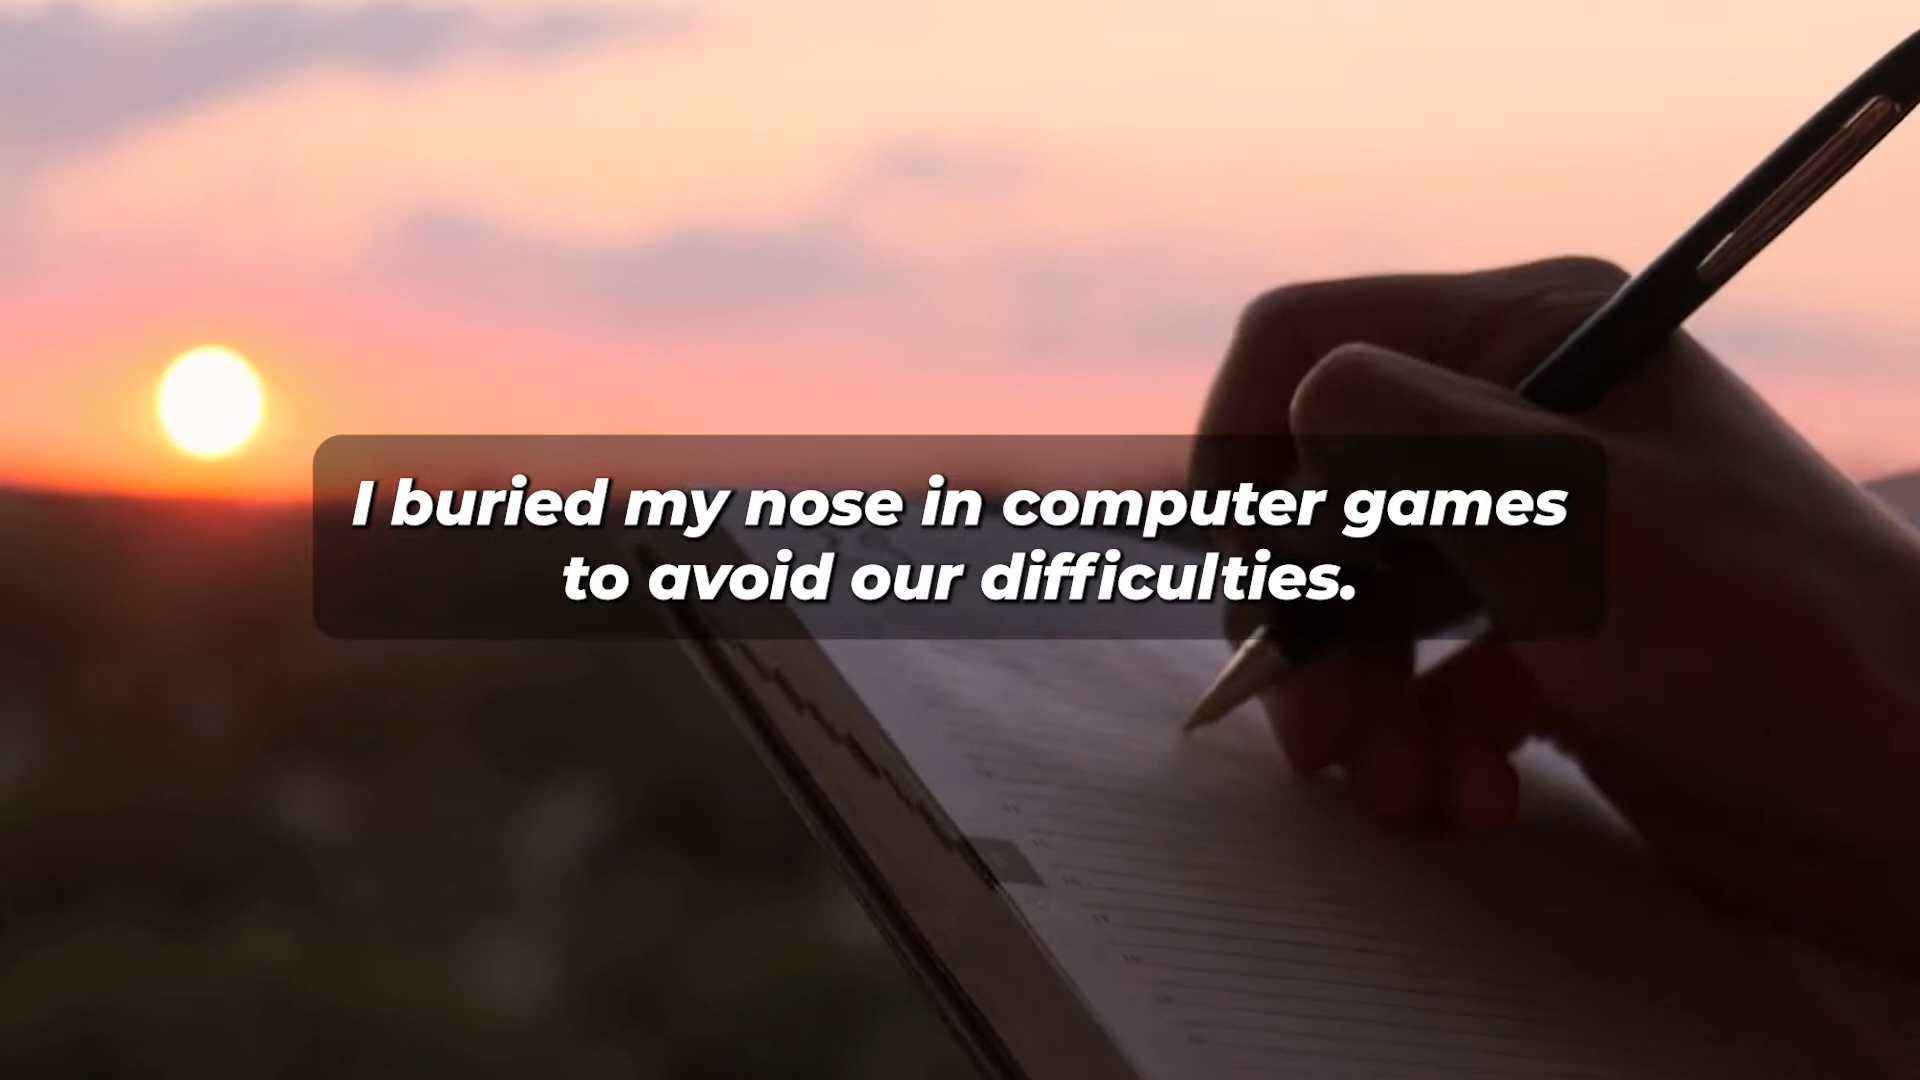 I buried my nose in computer games
to avoid our difficulties.